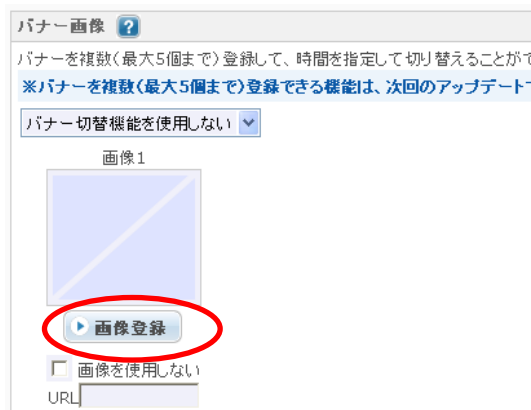 バナー画像 ?
バナーを複数(最大5個まで)登録して、時間を指定して切り替えることがで
※バナーを複数(最大5個まで)登録できる機能は、次回のアップデートで
バナー切替機能を使用しない
画像1
画像登録
画像を使用しない
URL